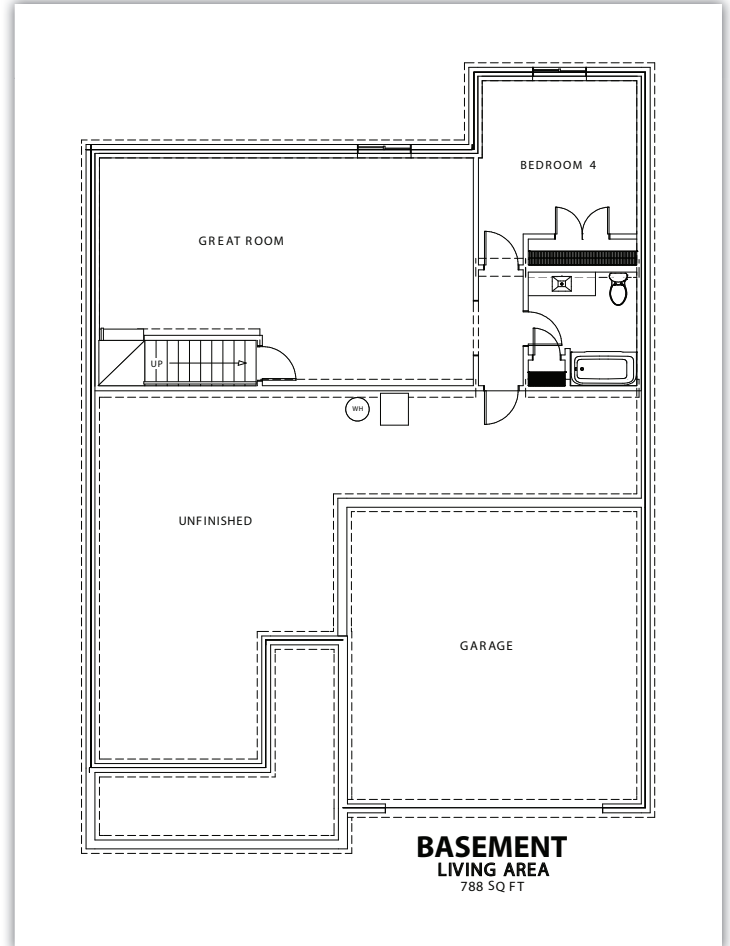 BEDROOM 4
GREAT ROOM
UP
WH
UNFINISHED
GARAGE
BASEMENT
LIVING AREA
788 SQ FT